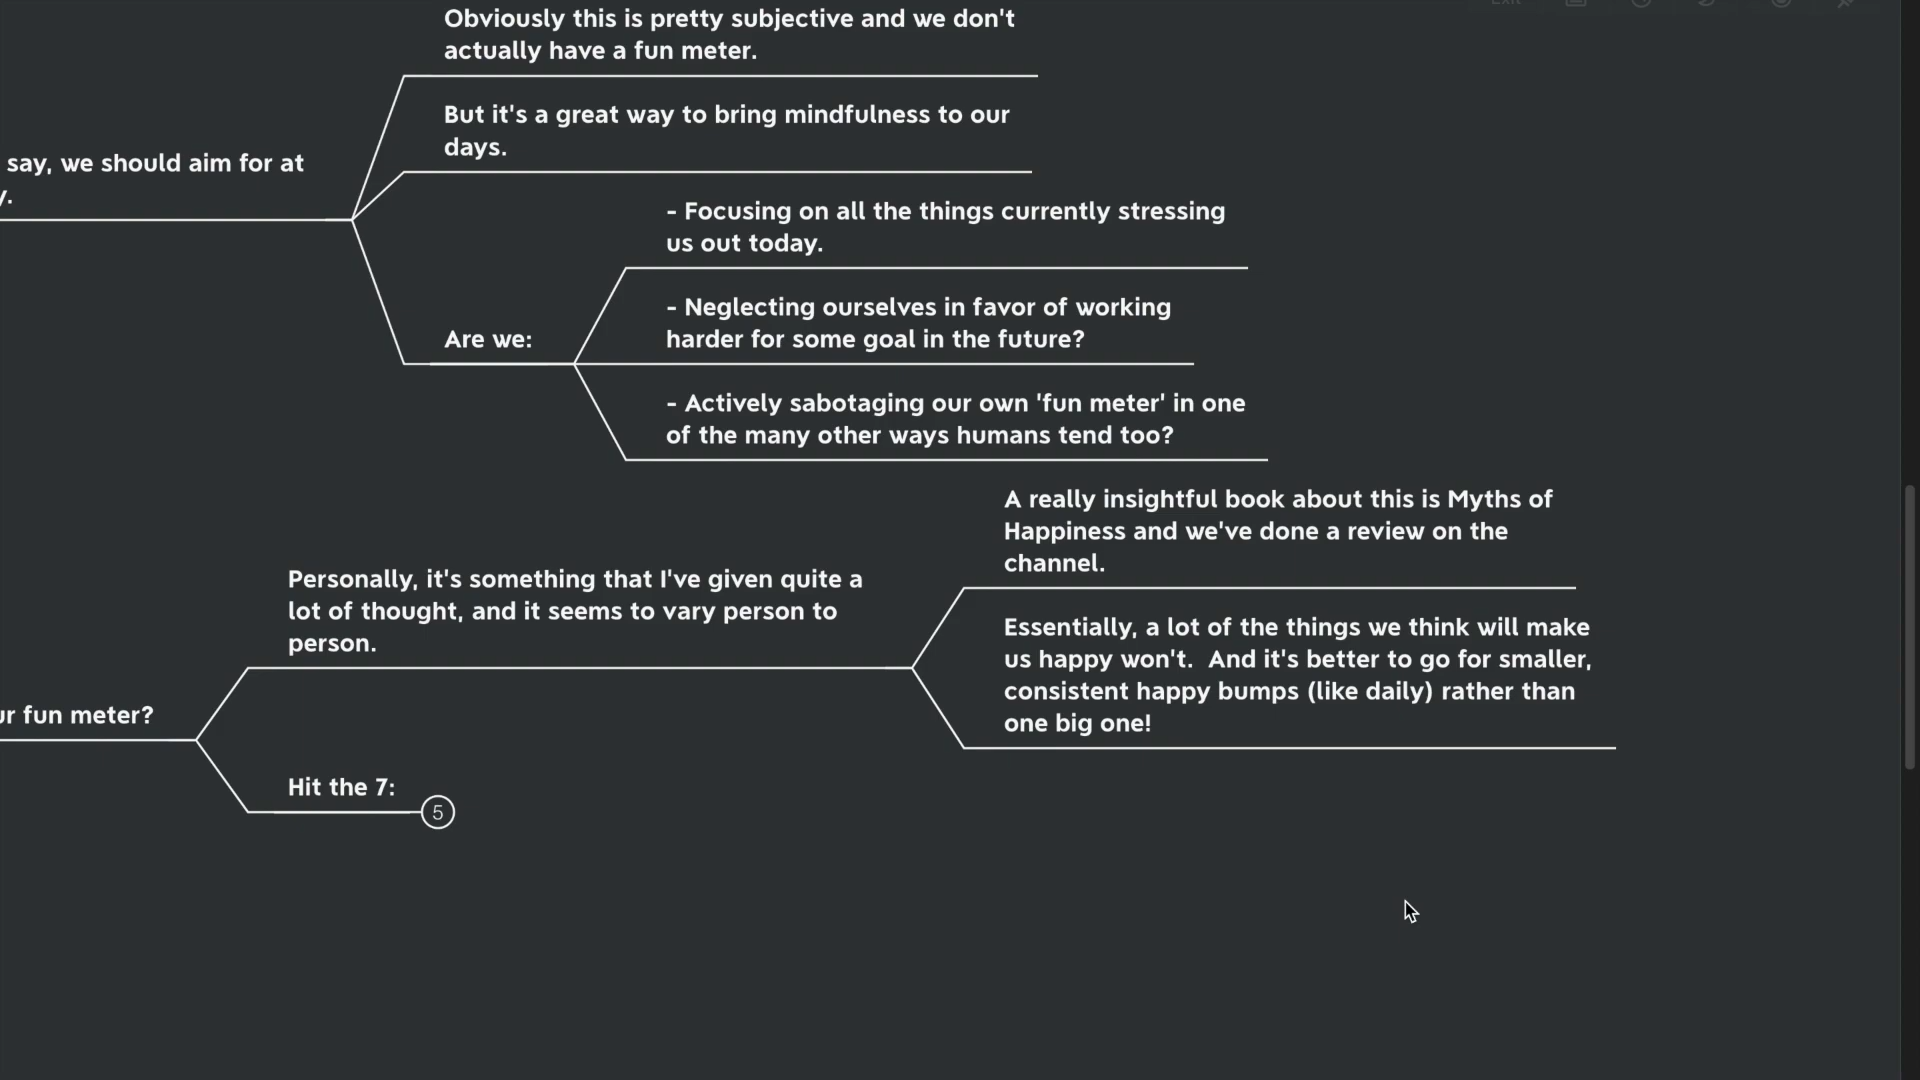 Exit
Obviously this is pretty subjective and we don't
actually have a fun meter.
But it's a great way to bring mindfulness to our
days.
say, we should aim for at
y.
- Focusing on all the things currently stressing
us out today.
- Neglecting ourselves in favor of working
harder for some goal in the future?
Are we:
- Actively sabotaging our own 'fun meter' in one
of the many other ways humans tend too?
A really insightful book about this is Myths of
Happiness and we've done a review on the
channel.
Personally, it's something that I've given quite a
lot of thought, and it seems to vary person to
person.
Essentially, a lot of the things we think will make
us happy won't.  And it's better to go for smaller,
consistent happy bumps (like daily) rather than
one big one!
ur fun meter?
Hit the 7:
5